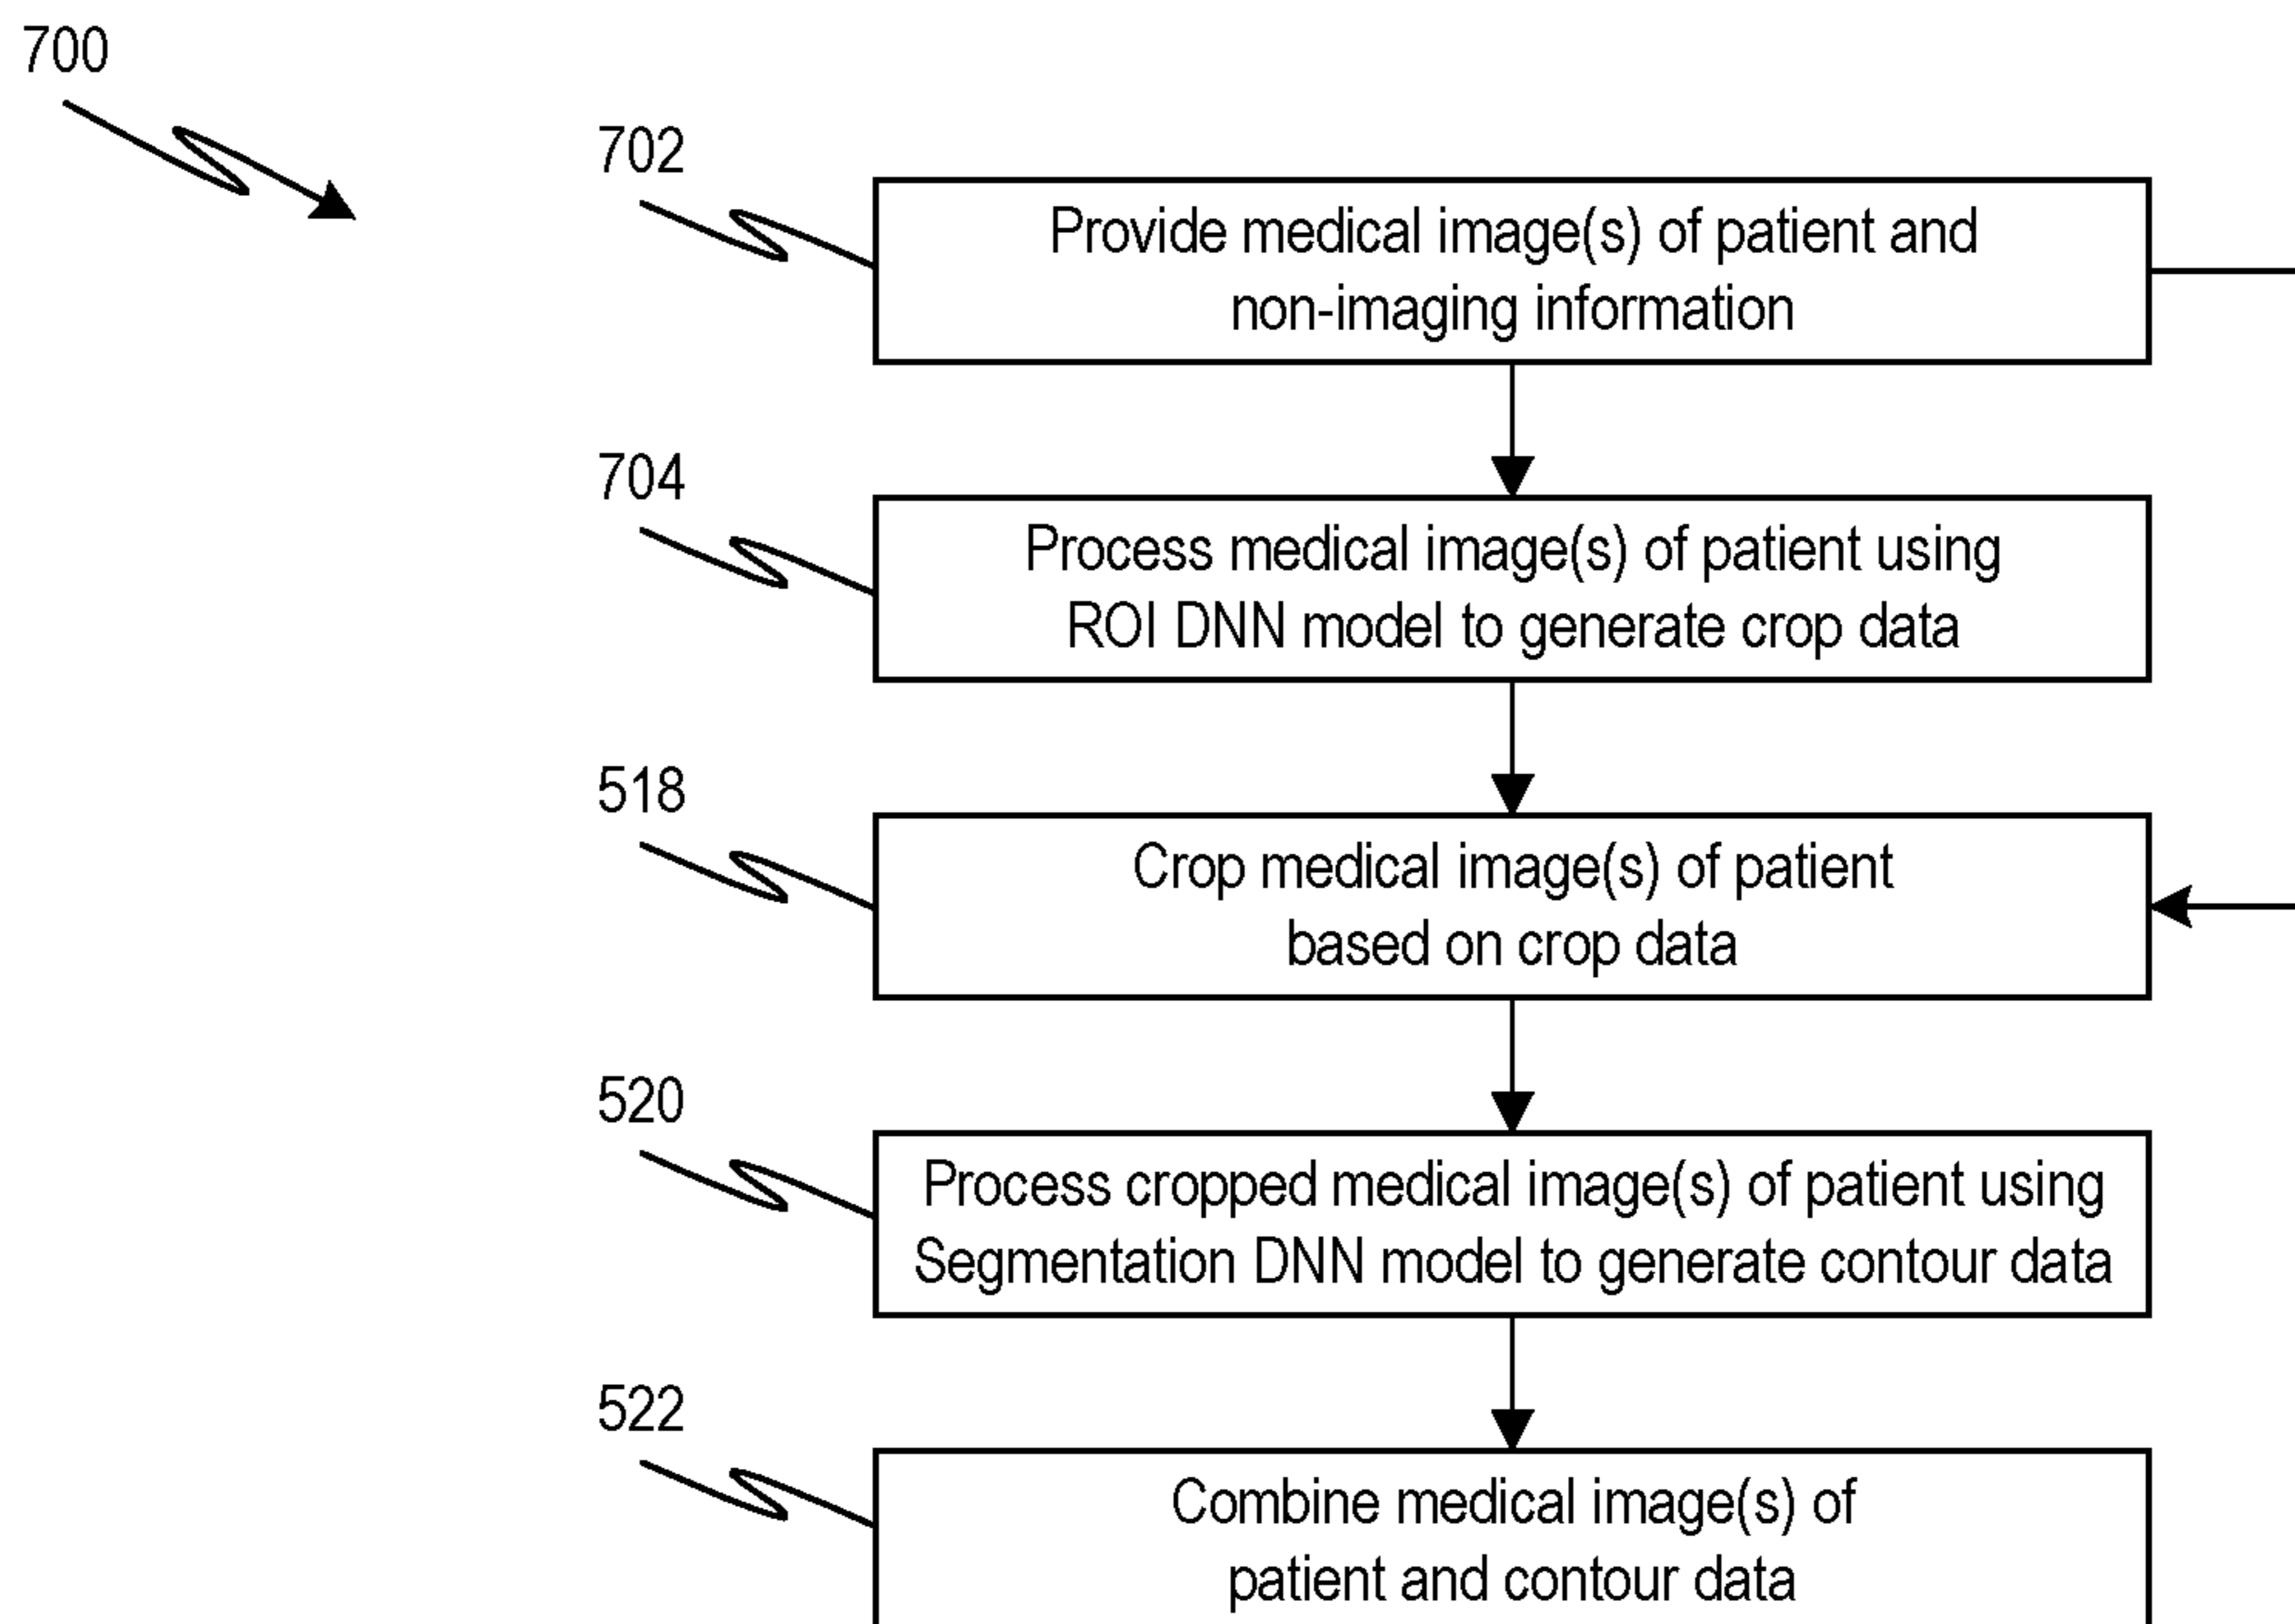 700
702
Provide medical image(s) of patient and
non-imaging information
704
Process medical image(s) of patient using
ROI DNN model to generate crop data
518
Crop medical image(s) of patient
based on crop data
520
Process cropped medical image(s) of patient using
Segmentation DNN model to generate contour data
522
Combine medical image(s) of
patient and contour data